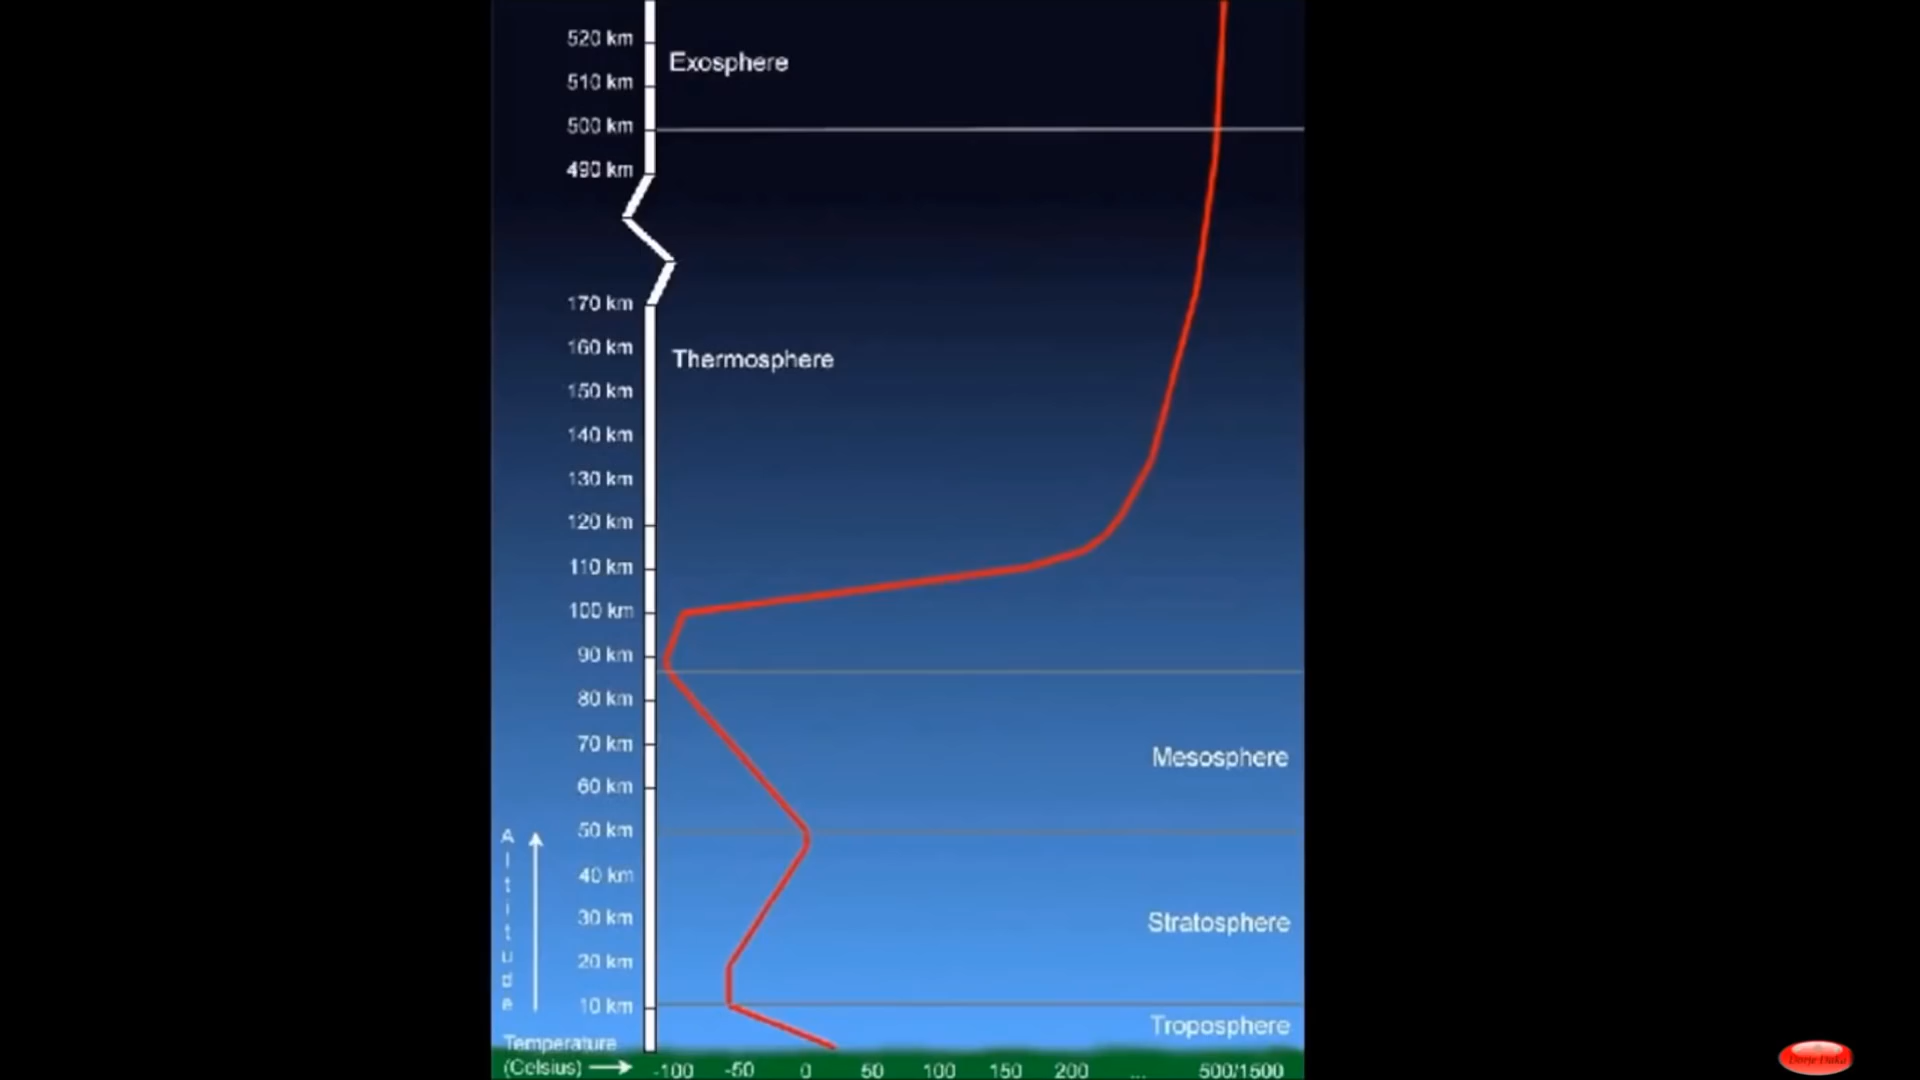 520 km
Exosphere
510 km
500 km
490 km
170 km
160 km
Thermosphere
150 km
140 km
130 km
120 km
110 km
100 km
90 km
80 km
70 km
Mesosphere
60 km
50 km
40 km
Altitude
30 km
Stratosphere
20 km
10 km
Troposphere
Temperature
(Celsius)
-100 -50 0 50 100 150 200 ... 500/1500
Dorje Dukar